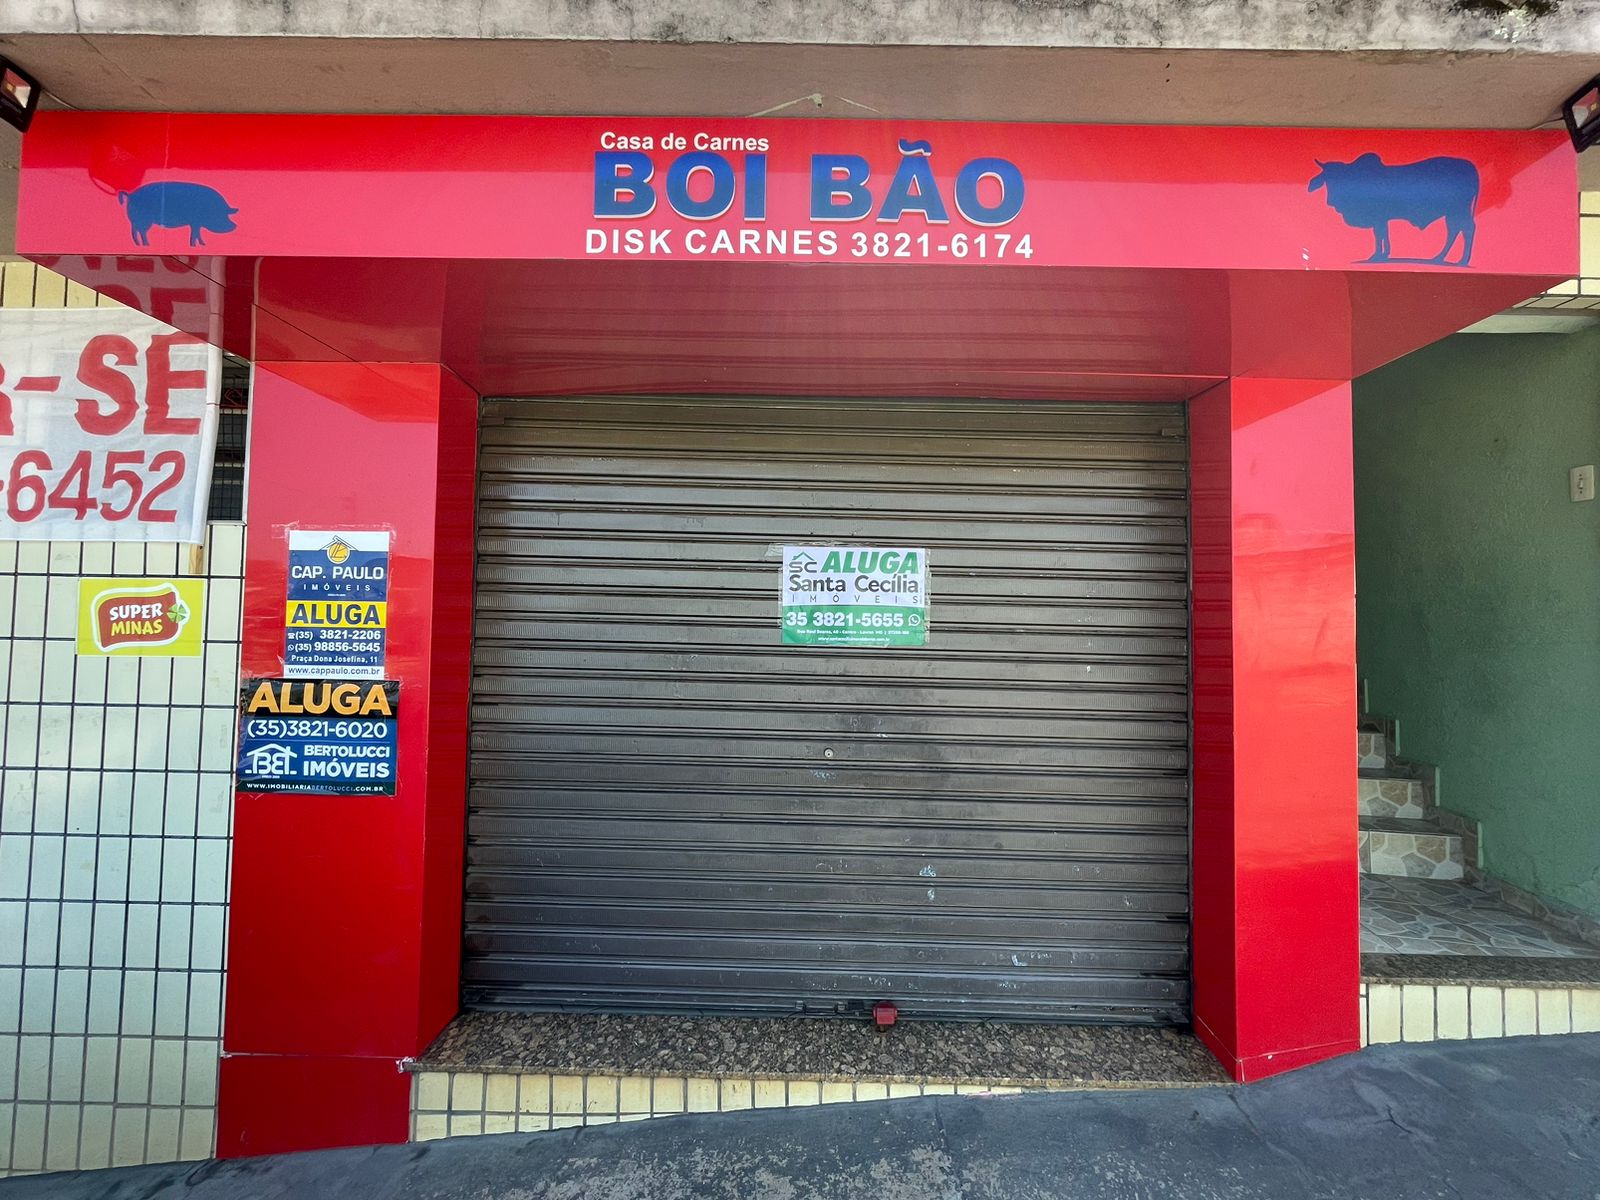 Casa de Carnes
BOI BÃO
DISK CARNES 3821-6174
R-SE
-6452
SUPER
MINAS
CAP. PAULO
IMÓVEIS
ALUGA
(35) 3821-2206
(35) 98856-5645
Praça Dona Josefina, 11
www.cappaulo.com.br
ALUGA
(35)3821-6020
BERTOLUCCI
IMÓVEIS
WWW.IMOBILIARIABERTOLUCCI.COM.BR
SC ALUGA
Santa Cecília
IMÓVEIS
35 3821-5655